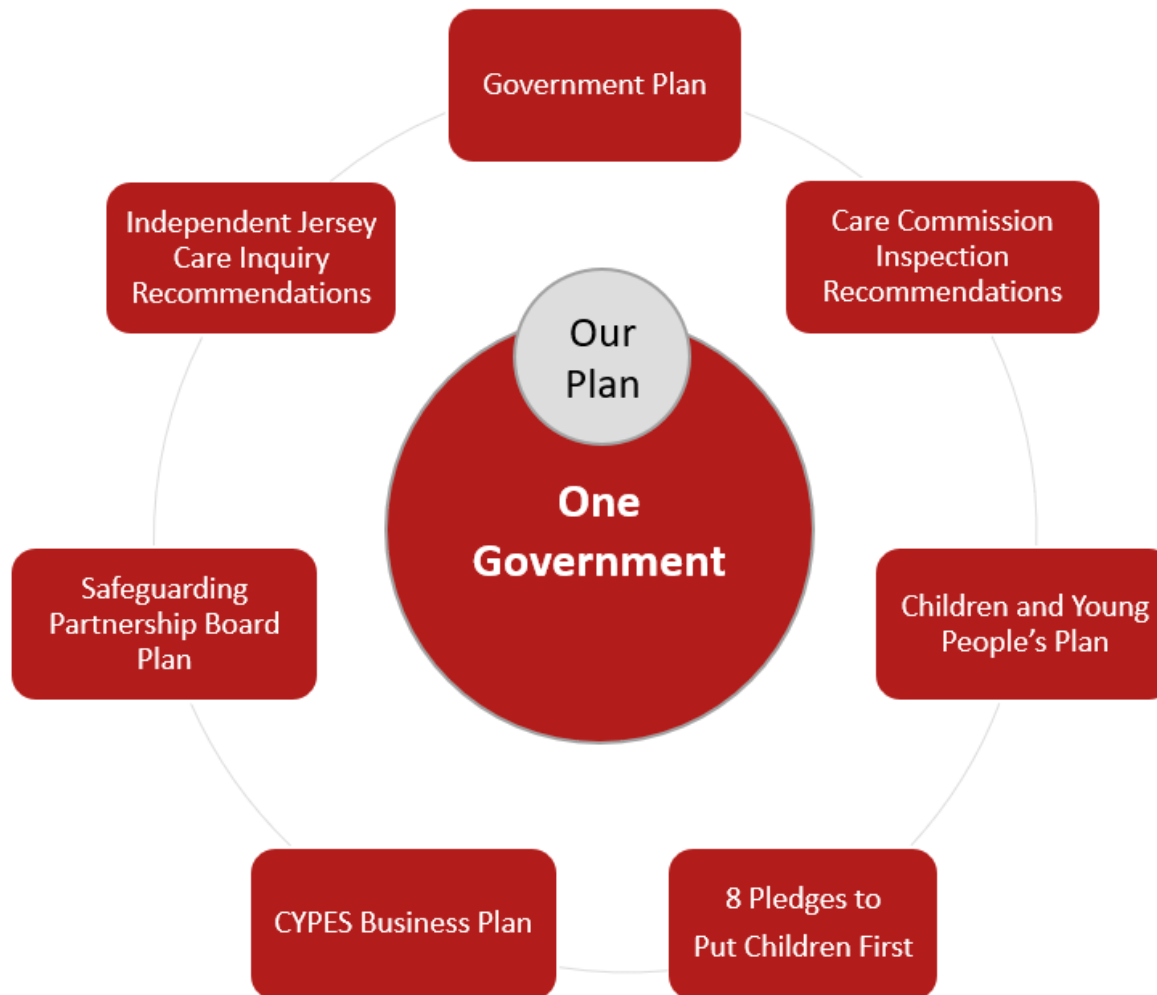 Government Plan
Independent Jersey
Care Inquiry
Recommendations
Care Commission
Inspection
Recommendations
Our
Plan
One
Government
Safeguarding
Partnership Board
Plan
Children and Young
People’s Plan
CYPES Business Plan
8 Pledges to
Put Children First